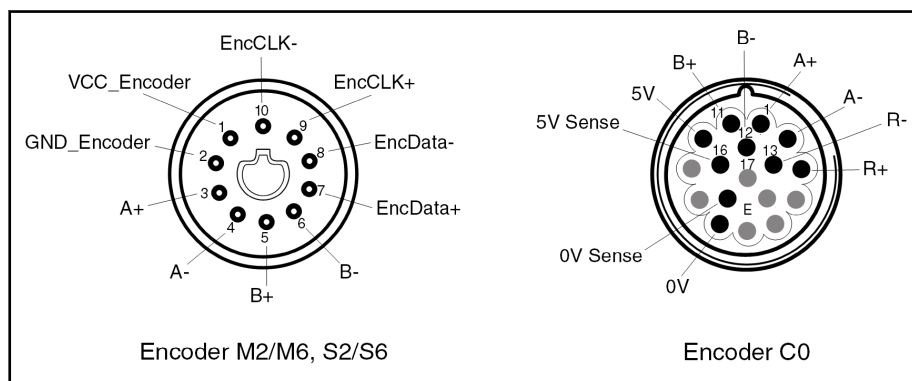 EncCLK-
VCC_Encoder
EncCLK+
GND_Encoder
EncData-
A+
EncData+
A-
B-
B+
1
2
3
4
5
6
7
8
9
10
Encoder M2/M6, S2/S6
B-
B+
A+
5V
A-
5V Sense
R-
R+
0V Sense
0V
11
1
12
16
13
17
E
Encoder C0